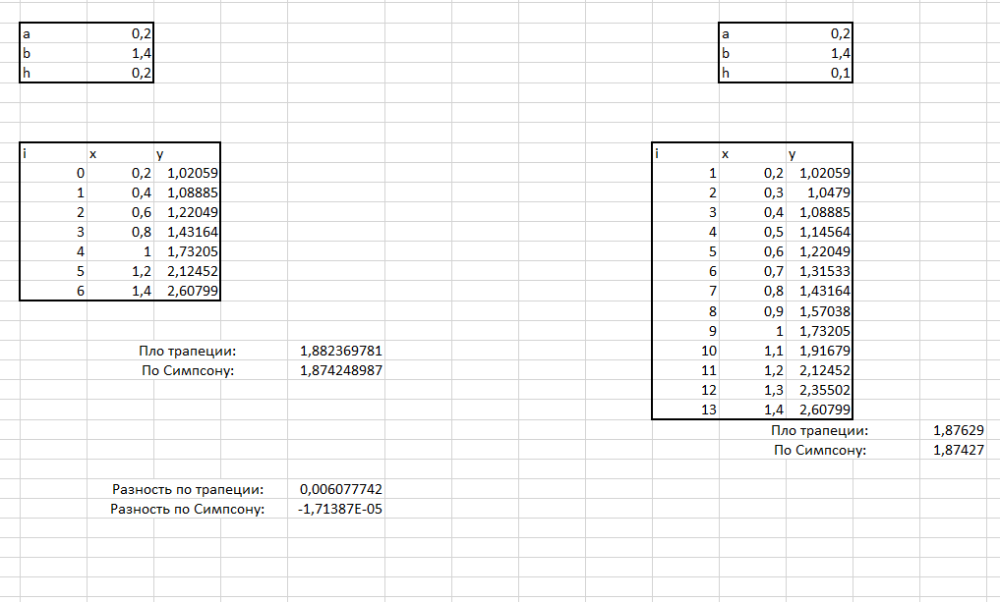 a 0,2
b 1,4
h 0,2
a 0,2
b 1,4
h 0,1
i x y
0 0,2 1,02059
1 0,4 1,08885
2 0,6 1,22049
3 0,8 1,43164
4 1 1,73205
5 1,2 2,12452
6 1,4 2,60799
Пло трапеции: 1,882369781
По Симпсону: 1,874248987
Разность по трапеции: 0,006077742
Разность по Симпсону: -1,71387E-05
i x y
1 0,2 1,02059
2 0,3 1,0479
3 0,4 1,08885
4 0,5 1,14564
5 0,6 1,22049
6 0,7 1,31533
7 0,8 1,43164
8 0,9 1,57038
9 1 1,73205
10 1,1 1,91679
11 1,2 2,12452
12 1,3 2,35502
13 1,4 2,60799
Пло трапеции: 1,87629
По Симпсону: 1,87427